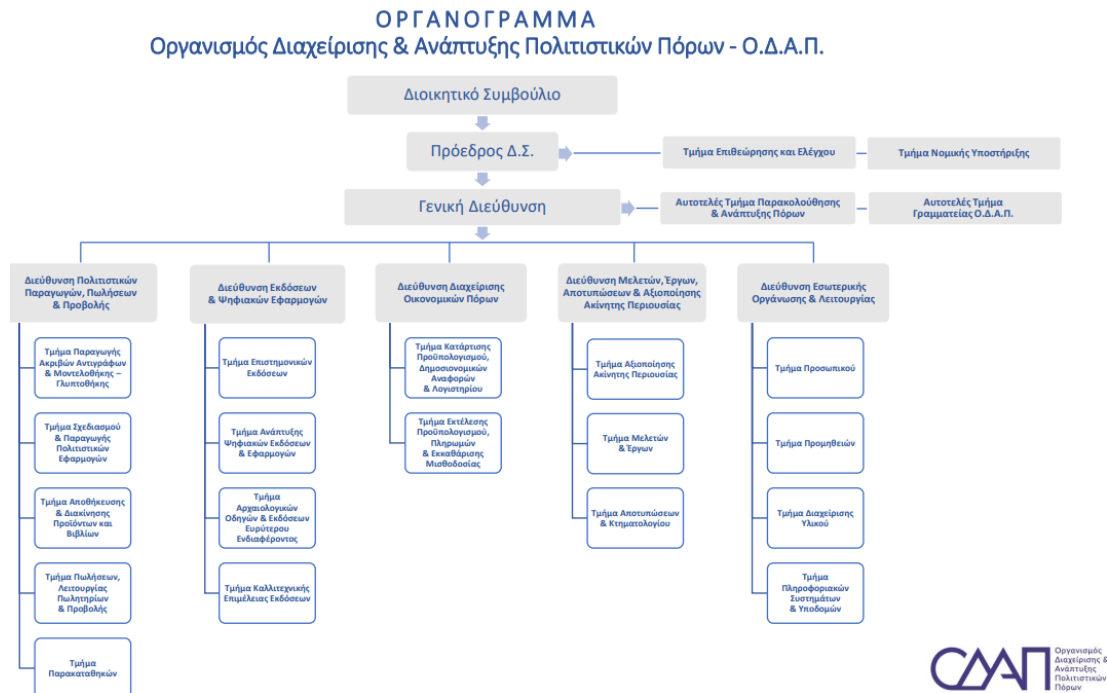 ΟΡΓΑΝΟΓΡΑΜΜΑ
Οργανισμός Διαχείρισης & Ανάπτυξης Πολιτιστικών Πόρων - Ο.Δ.Α.Π.
Διοικητικό Συμβούλιο
Πρόεδρος Δ.Σ.
Τμήμα Επιθεώρησης και Ελέγχου
Τμήμα Νομικής Υποστήριξης
Γενική Διεύθυνση
Αυτοτελές Τμήμα Παρακολούθησης
& Ανάπτυξης Πόρων
Αυτοτελές Τμήμα
Γραμματείας Ο.Δ.Α.Π.
Διεύθυνση Πολιτιστικών
Παραγωγών, Πωλήσεων
& Προβολής
Τμήμα Παραγωγής
Ακριβών Αντιγράφων
& Μοντελοθήκης –
Γλυπτοθήκης
Τμήμα Σχεδιασμού
& Παραγωγής
Πολιτιστικών
Εφαρμογών
Τμήμα Αποθήκευσης
& Διακίνησης
Προϊόντων και
Βιβλίων
Τμήμα Πωλήσεων,
Λειτουργίας
Πωλητηρίων
& Προβολής
Τμήμα
Παρακαταθηκών
Διεύθυνση Εκδόσεων
& Ψηφιακών Εφαρμογών
Τμήμα Επιστημονικών
Εκδόσεων
Τμήμα Ανάπτυξης
Ψηφιακών Εκδόσεων
& Εφαρμογών
Τμήμα
Αρχαιολογικών
Οδηγών & Εκδόσεων
Ευρύτερου
Ενδιαφέροντος
Τμήμα Καλλιτεχνικής
Επιμέλειας Εκδόσεων
Διεύθυνση Διαχείρισης
Οικονομικών Πόρων
Τμήμα Κατάρτισης
Προϋπολογισμού,
Δημοσιονομικών
Αναφορών
& Λογιστηρίου
Τμήμα Εκτέλεσης
Προϋπολογισμού,
Πληρωμών
& Εκκαθάρισης
Μισθοδοσίας
Διεύθυνση Μελετών, Έργων,
Αποτυπώσεων & Αξιοποίησης
Ακίνητης Περιουσίας
Τμήμα Αξιοποίησης
Ακίνητης Περιουσίας
Τμήμα Μελετών
& Έργων
Τμήμα Αποτυπώσεων
& Κτηματολογίου
Διεύθυνση Εσωτερικής
Οργάνωσης & Λειτουργίας
Τμήμα Προσωπικού
Τμήμα Προμηθειών
Τμήμα Διαχείρισης
Υλικού
Τμήμα
Πληροφοριακών
Συστημάτων
& Υποδομών
ΟΔΑΠ
Οργανισμός
Διαχείρισης &
Ανάπτυξης
Πολιτιστικών
Πόρων